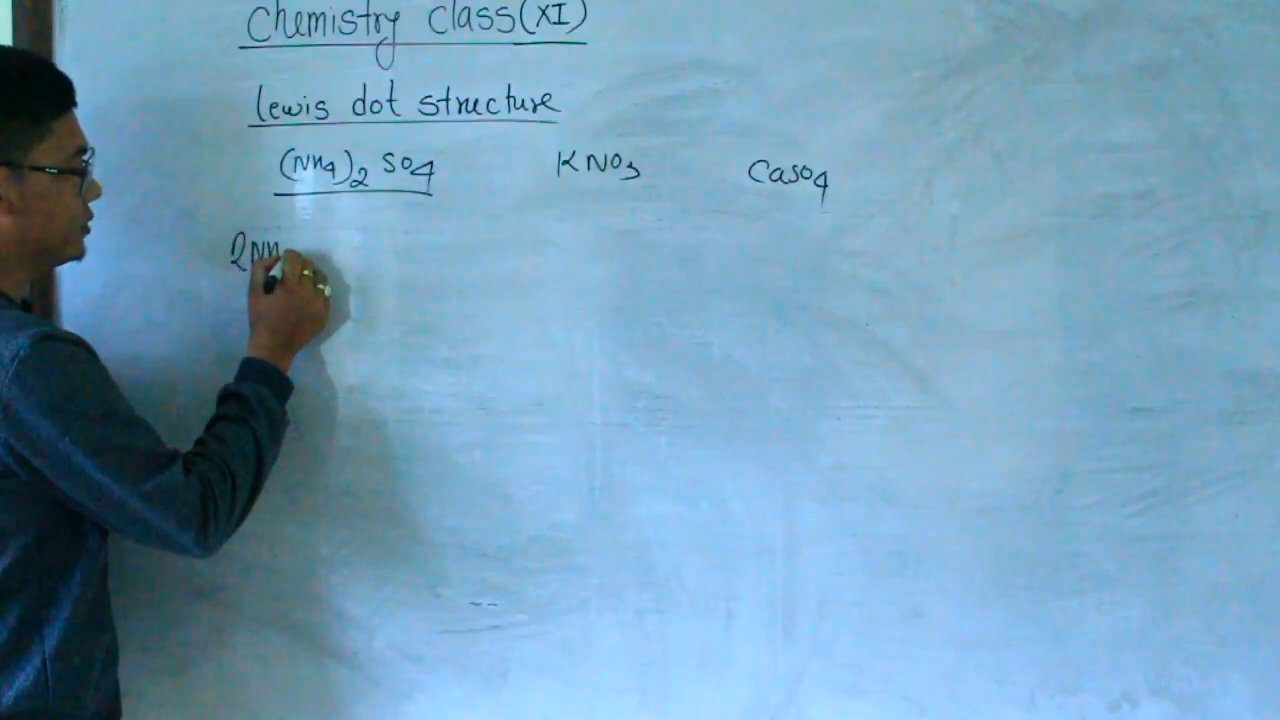 Chemistry Class(XI)
Lewis dot structure
(NH4)2 SO4 KNO3 CaSO4
2NH